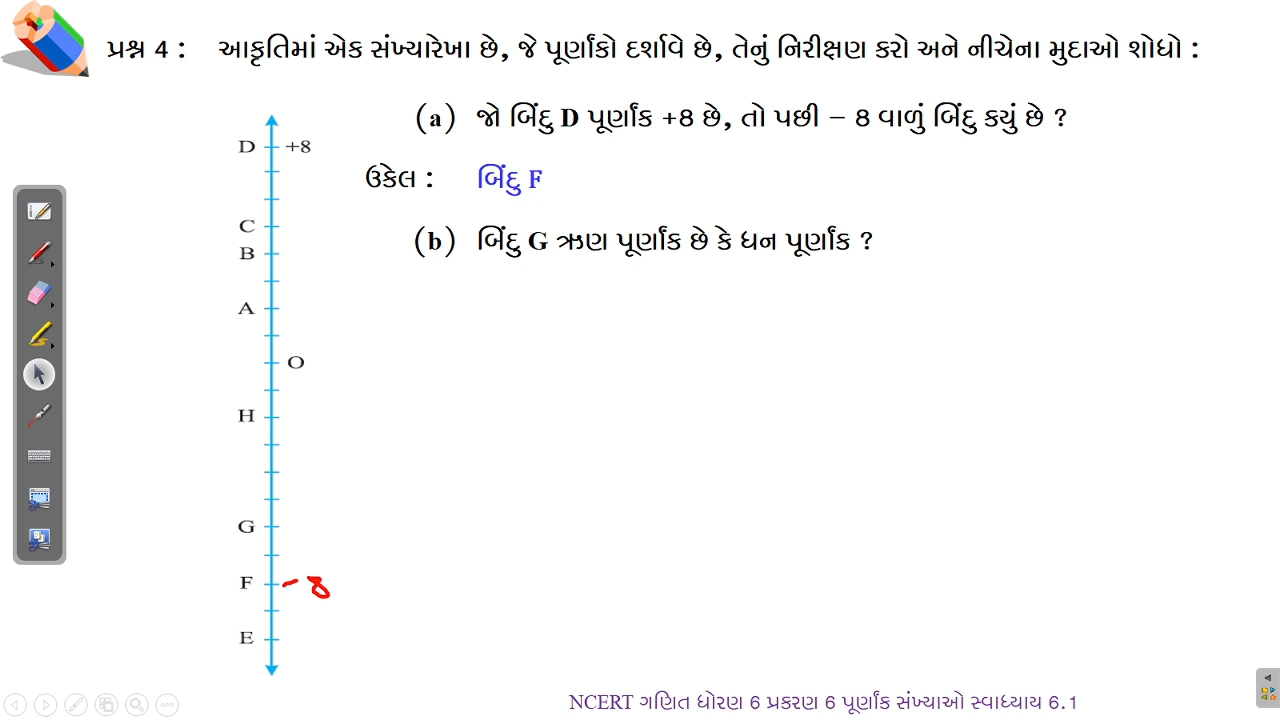 પ્રશ્ન 4 : આકૃતિમાં એક સંખ્યારેખા છે, જે પૂર્ણાંકો દર્શાવે છે, તેનું નિરીક્ષણ કરો અને નીચેના મુદાઓ શોધો :
(a) જો બિંદુ D પૂર્ણાંક +8 છે, તો પછી – 8 વાળું બિંદુ કયું છે ?
D +8
ઉકેલ : બિંદુ F
C
(b) બિંદુ G ઋણ પૂર્ણાંક છે કે ધન પૂર્ણાંક ?
B
A
O
H
G
F -8
E
NCERT ગણિત ધોરણ 6 પ્રકરણ 6 પૂર્ણાંક સંખ્યાઓ સ્વાધ્યાય 6.1